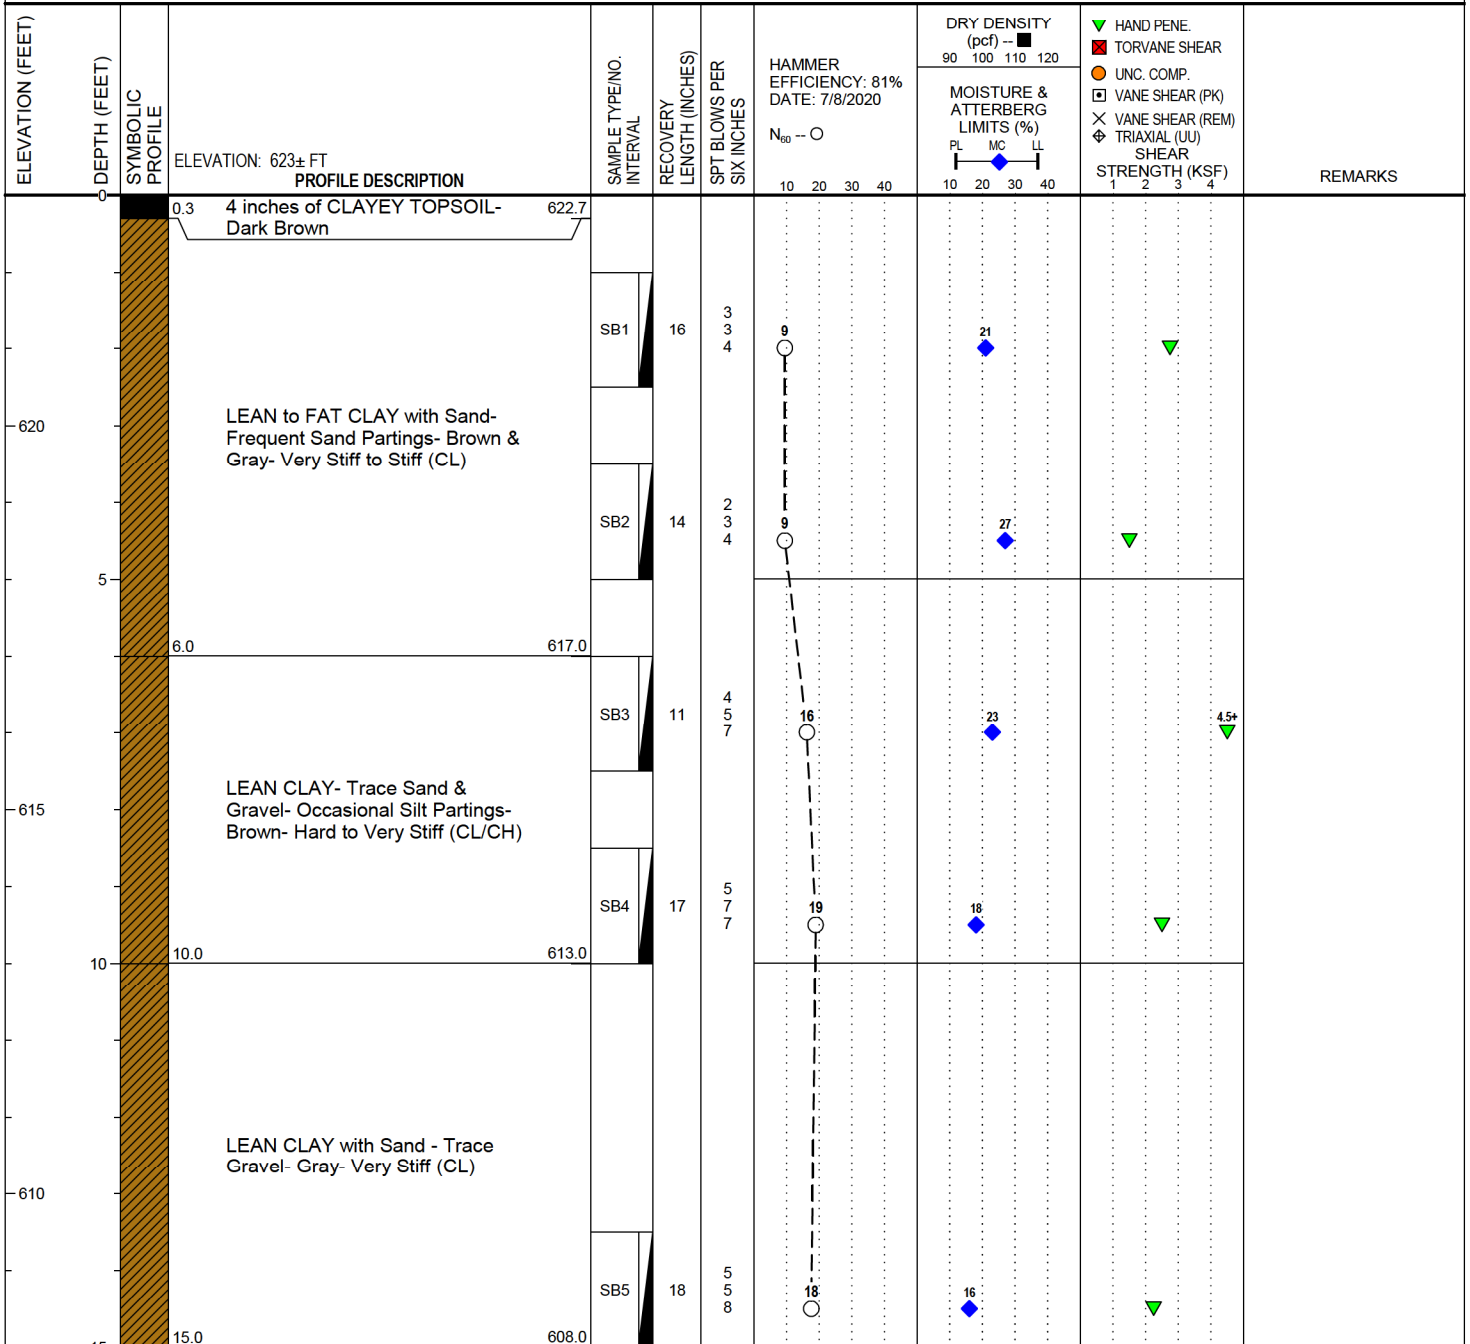 ELEVATION (FEET)
DEPTH (FEET)
SYMBOLIC
PROFILE
ELEVATION: 623± FT
PROFILE DESCRIPTION
SAMPLE TYPE/NO.
INTERVAL
RECOVERY
LENGTH (INCHES)
SPT BLOWS PER
SIX INCHES
HAMMER
EFFICIENCY: 81%
DATE: 7/8/2020
N60 --
10 20 30 40
DRY DENSITY
(pcf) --
90 100 110 120
MOISTURE &
ATTERBERG
LIMITS (%)
PL MC LL
10 20 30 40
HAND PENE.
TORVANE SHEAR
UNC. COMP.
VANE SHEAR (PK)
VANE SHEAR (REM)
TRIAXIAL (UU)
SHEAR
STRENGTH (KSF)
1 2 3 4
REMARKS
0
0.3 4 inches of CLAYEY TOPSOIL- 622.7
Dark Brown
3
SB1 16 3 9 21
4
LEAN to FAT CLAY with Sand-
620
Frequent Sand Partings- Brown &
Gray- Very Stiff to Stiff (CL)
2
SB2 14 3 9 27
4
5
6.0 617.0
4
SB3 11 5 16 23 4.5+
7
LEAN CLAY- Trace Sand &
615
Gravel- Occasional Silt Partings-
Brown- Hard to Very Stiff (CL/CH)
5
SB4 17 7 19 18
7
10.0 613.0
10
LEAN CLAY with Sand - Trace
Gravel- Gray- Very Stiff (CL)
610
5
SB5 18 5 18 16
8
15.0 608.0